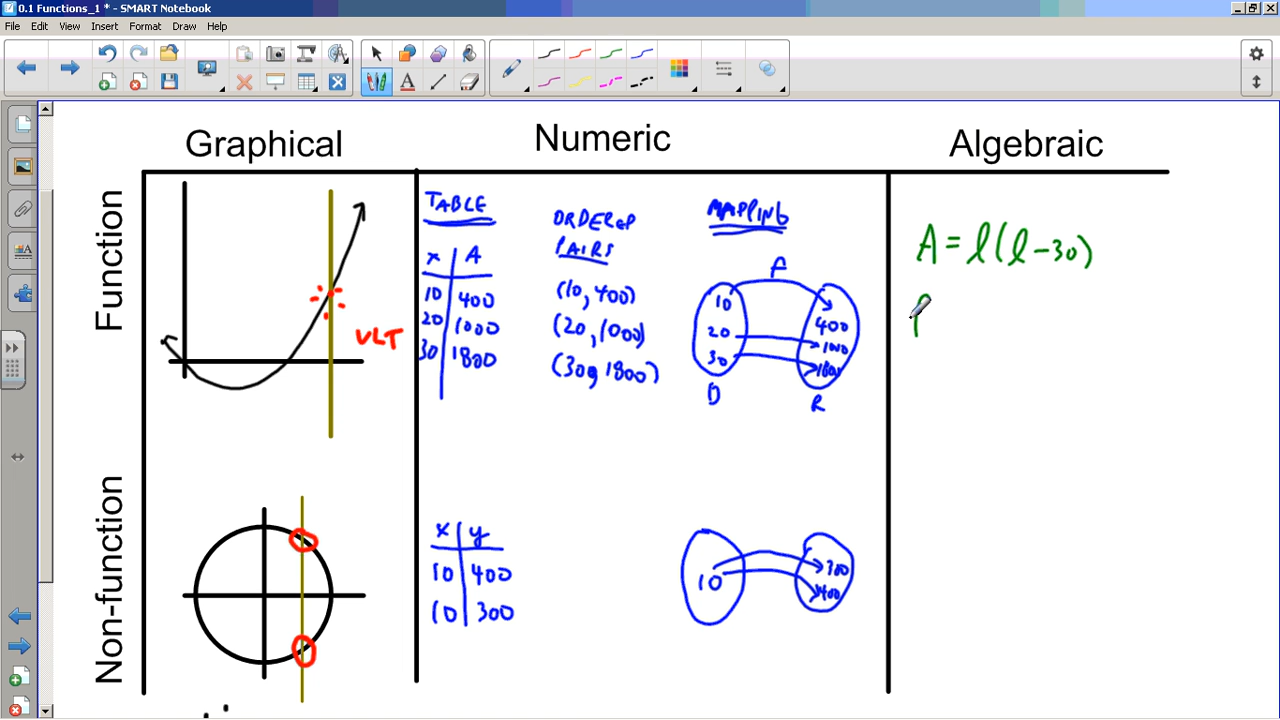 0.1 Functions_1 * - SMART Notebook
File Edit View Insert Format Draw Help
Graphical Numeric Algebraic
Function
VLT
TABLE
x A
10 400
20 1000
30 1800
ORDERED
PAIRS
(10, 400)
(20, 1000)
(30, 1800)
MAPPING
f
10
20
30
D
400
1000
1800
R
A = l(l - 30)
f
Non-function
x y
10 400
10 300
10
300
400